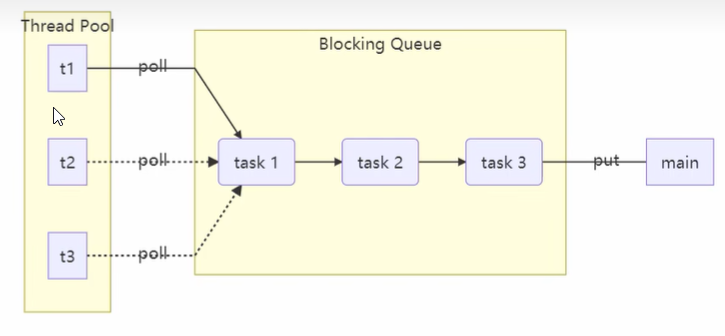 Thread Pool
Blocking Queue
t1
poll
t2
poll
task 1
task 2
task 3
put
main
t3
poll